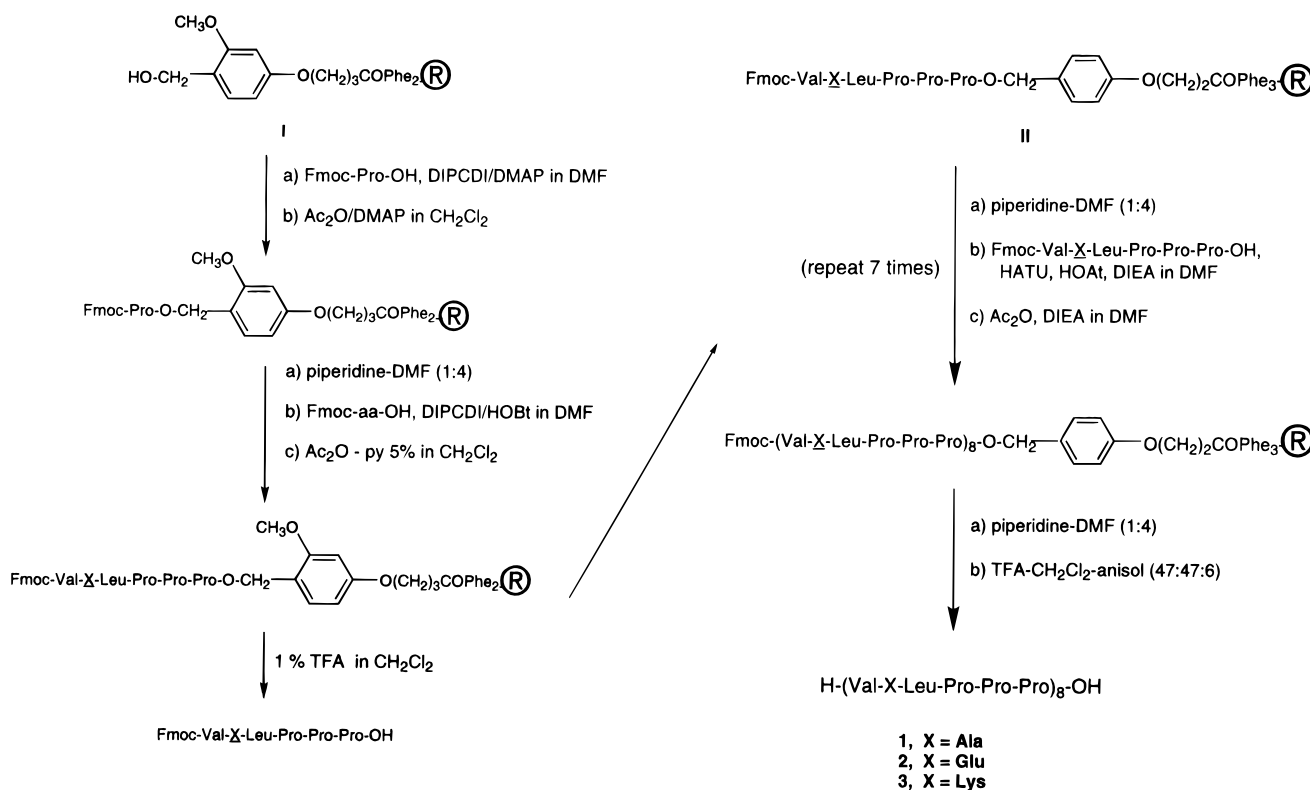 CH₃O
HO-CH₂
O(CH₂)₃COPhe₂ R
I
a) Fmoc-Pro-OH, DIPCDI/DMAP in DMF
b) Ac₂O/DMAP in CH₂Cl₂
CH₃O
Fmoc-Pro-O-CH₂
O(CH₂)₃COPhe₂ R
a) piperidine-DMF (1:4)
b) Fmoc-aa-OH, DIPCDI/HOBt in DMF
c) Ac₂O - py 5% in CH₂Cl₂
CH₃O
Fmoc-Val-X-Leu-Pro-Pro-Pro-O-CH₂
O(CH₂)₃COPhe₂ R
1 % TFA in CH₂Cl₂
Fmoc-Val-X-Leu-Pro-Pro-Pro-OH
Fmoc-Val-X-Leu-Pro-Pro-Pro-O-CH₂
O(CH₂)₂COPhe₃-R
II
a) piperidine-DMF (1:4)
(repeat 7 times)
b) Fmoc-Val-X-Leu-Pro-Pro-Pro-OH,
HATU, HOAt, DIEA in DMF
c) Ac₂O, DIEA in DMF
Fmoc-(Val-X-Leu-Pro-Pro-Pro)₈-O-CH₂
O(CH₂)₂COPhe₃-R
a) piperidine-DMF (1:4)
b) TFA-CH₂Cl₂-anisol (47:47:6)
H-(Val-X-Leu-Pro-Pro-Pro)₈-OH
1, X = Ala
2, X = Glu
3, X = Lys